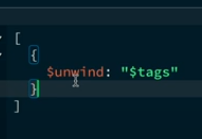 [
{
$unwind: "$tags"
}
]